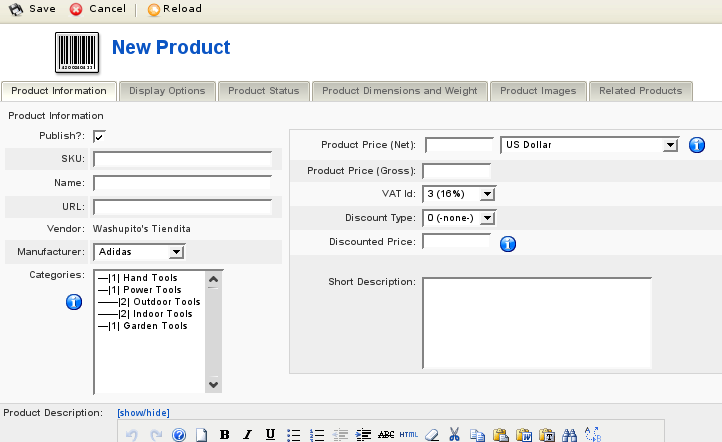 Save Cancel Reload
New Product
Product Information Display Options Product Status Product Dimensions and Weight Product Images Related Products
Product Information
Publish?:
SKU:
Name:
URL:
Vendor: Washupito's Tiendita
Manufacturer: Adidas
Categories: —|1| Hand Tools
—|1| Power Tools
——|2| Outdoor Tools
——|2| Indoor Tools
—|1| Garden Tools
Product Price (Net): US Dollar
Product Price (Gross):
VAT Id: 3 (16%)
Discount Type: 0 (-none-)
Discounted Price:
Short Description:
Product Description: [show/hide]
B I U ABC HTML